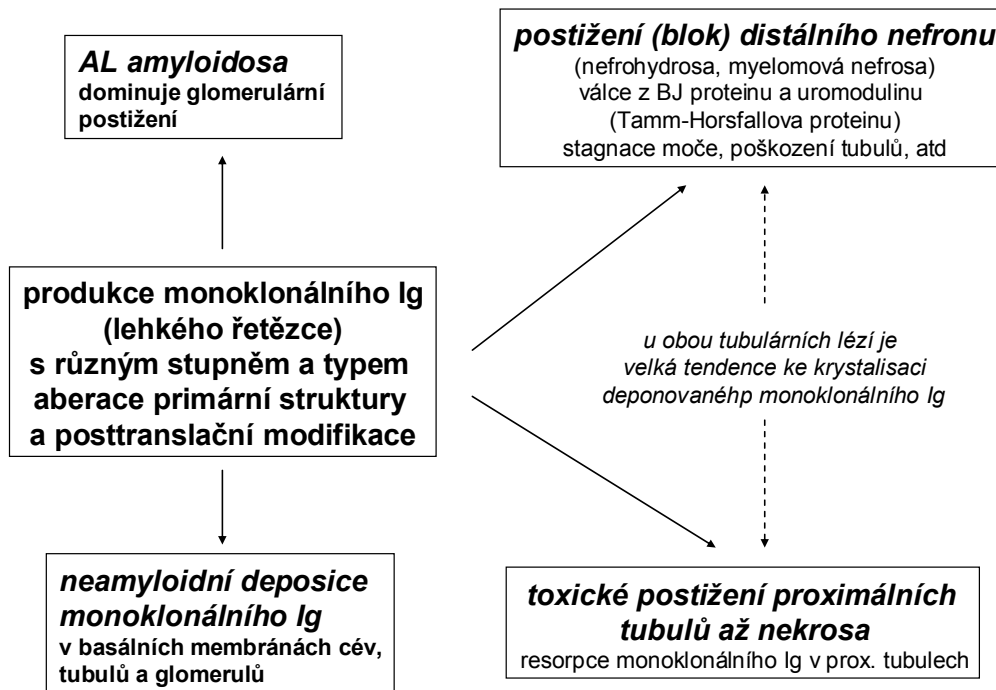 AL amyloidosa
dominuje glomerulární
postižení
postižení (blok) distálního nefronu
(nefrohydrosa, myelomová nefrosa)
válce z BJ proteinu a uromodulinu
(Tamm-Horsfallova proteinu)
stagnace moče, poškození tubulů, atd
produkce monoklonálního Ig
(lehkého řetězce)
s různým stupněm a typem
aberace primární struktury
a posttranslační modifikace
u obou tubulárních lézí je
velká tendence ke krystalisaci
deponovanéhp monoklonálního Ig
neamyloidní deposice
monoklonálního Ig
v basálních membránách cév,
tubulů a glomerulů
toxické postižení proximálních
tubulů až nekrosa
resorpce monoklonálního Ig v prox. tubulech